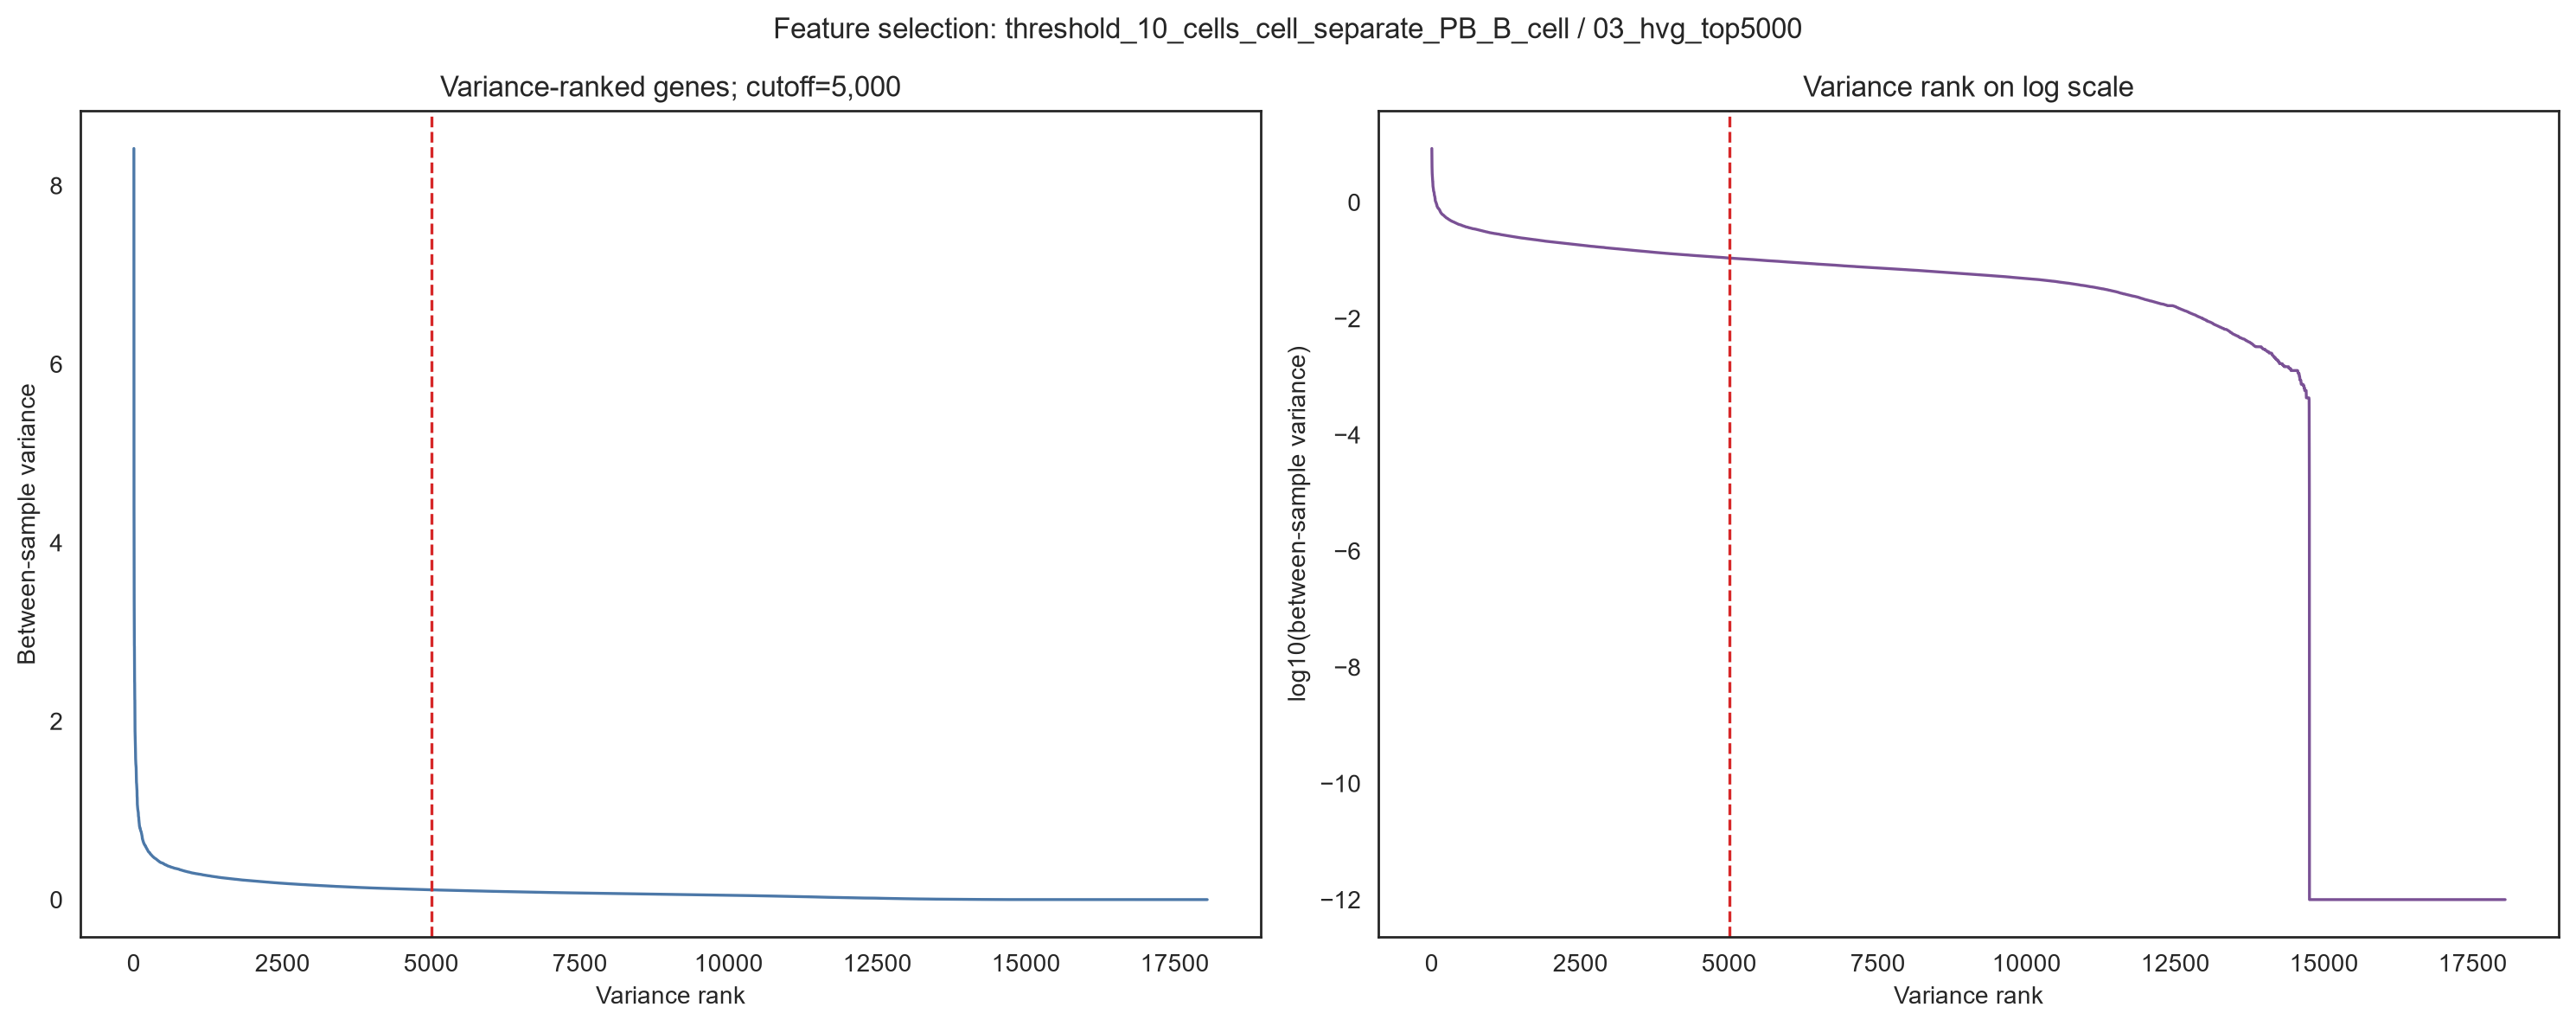 Feature selection: threshold_10_cells_cell_separate_PB_B_cell / 03_hvg_top5000
Variance-ranked genes; cutoff=5,000
Between-sample variance
8
6
4
2
0
0 2500 5000 7500 10000 12500 15000 17500
Variance rank
Variance rank on log scale
log10(between-sample variance)
0
−2
−4
−6
−8
−10
−12
0 2500 5000 7500 10000 12500 15000 17500
Variance rank